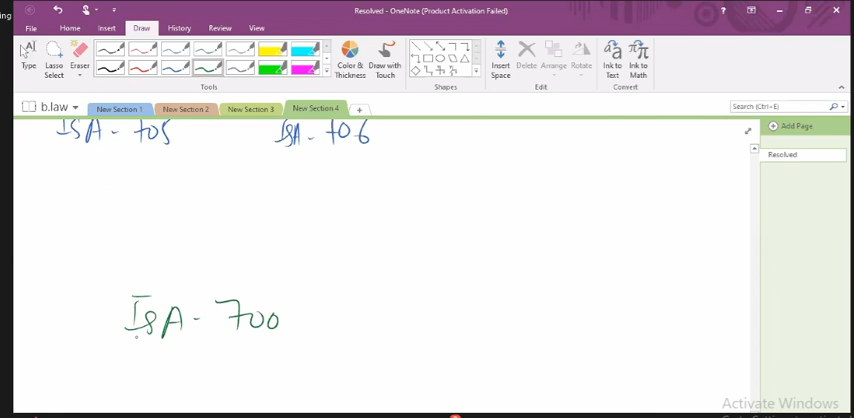 ing
Resolved - OneNote (Product Activation Failed)
File Home Insert Draw History Review View
Type Lasso Select Eraser Color & Thickness Draw with Touch Insert Space Delete Arrange Rotate Ink to Text Ink to Math
Tools Shapes Edit Convert
b.law New Section 1 New Section 2 New Section 3 New Section 4 Search (Ctrl+E)
Add Page
Resolved
ISA - 705 ISA - 706
ISA - 700
Activate Windows